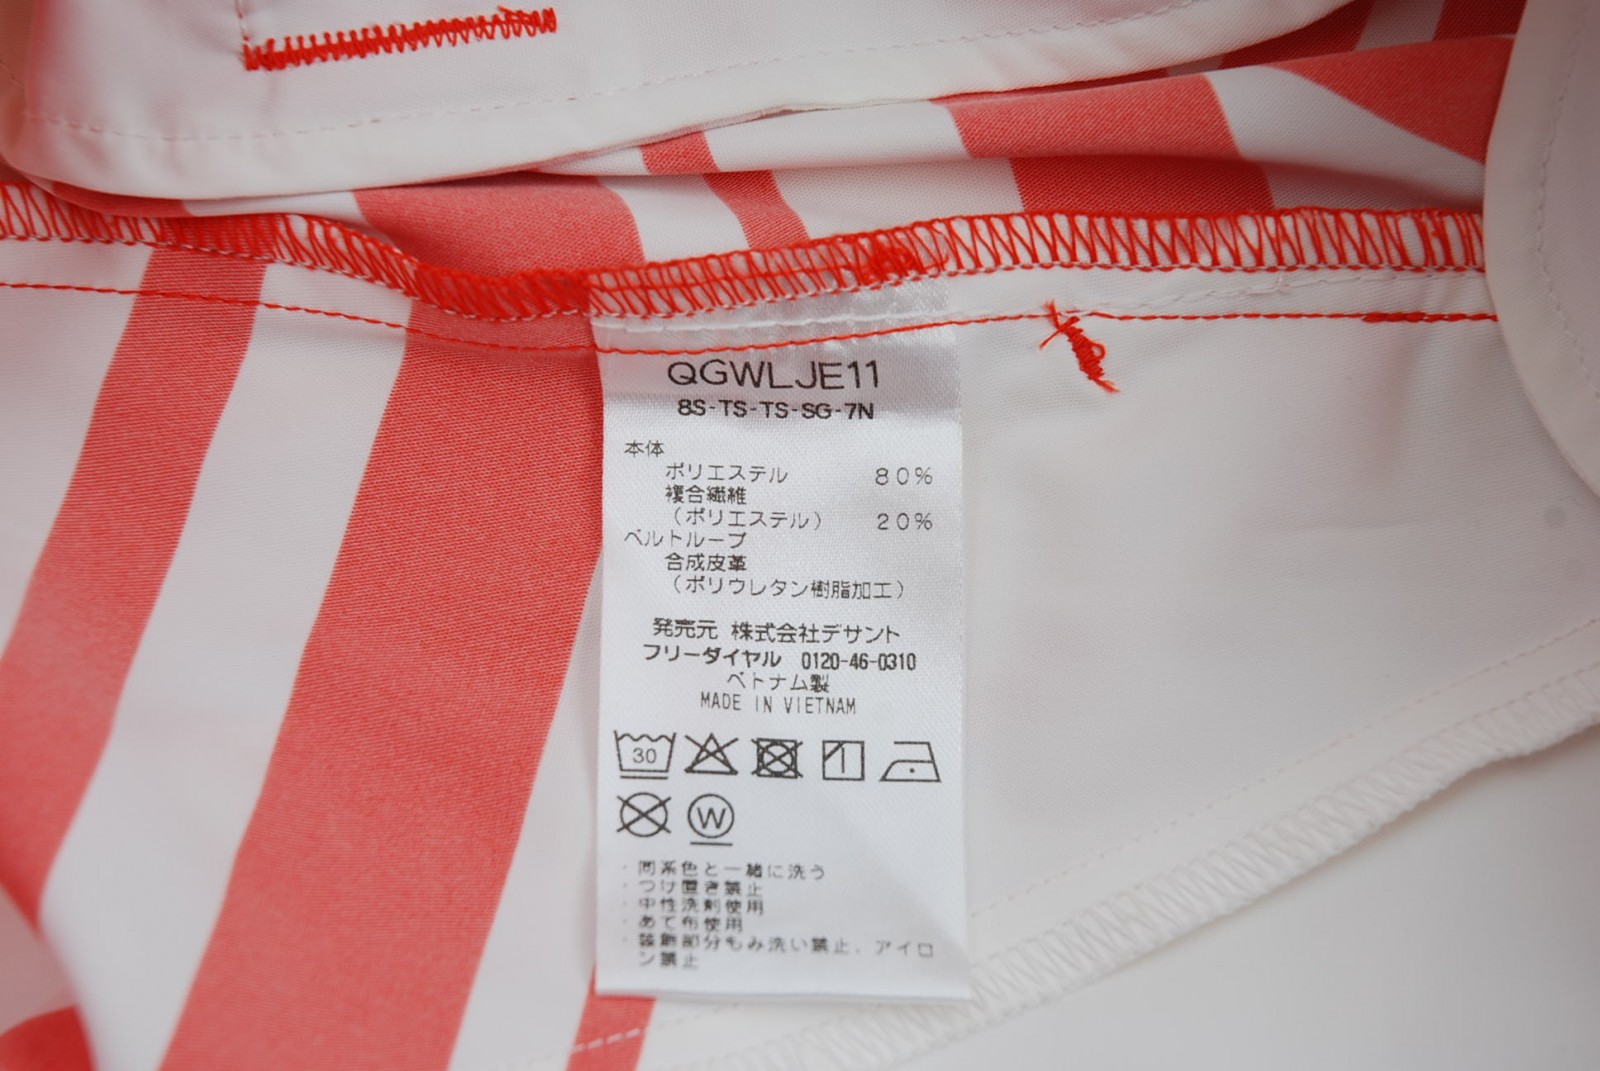 QGWLJE11
8S-TS-TS-SG-7N
本体
ポリエステル 80%
複合繊維
（ポリエステル） 20%
ベルトループ
合成皮革
（ポリウレタン樹脂加工）
発売元 株式会社デサント
フリーダイヤル 0120-46-0310
ベトナム製
MADE IN VIETNAM
30
W
・同系色と一緒に洗う
・つけ置き禁止
・中性洗剤使用
・あて布使用
・装飾部分もみ洗い禁止、アイロ
ン禁止